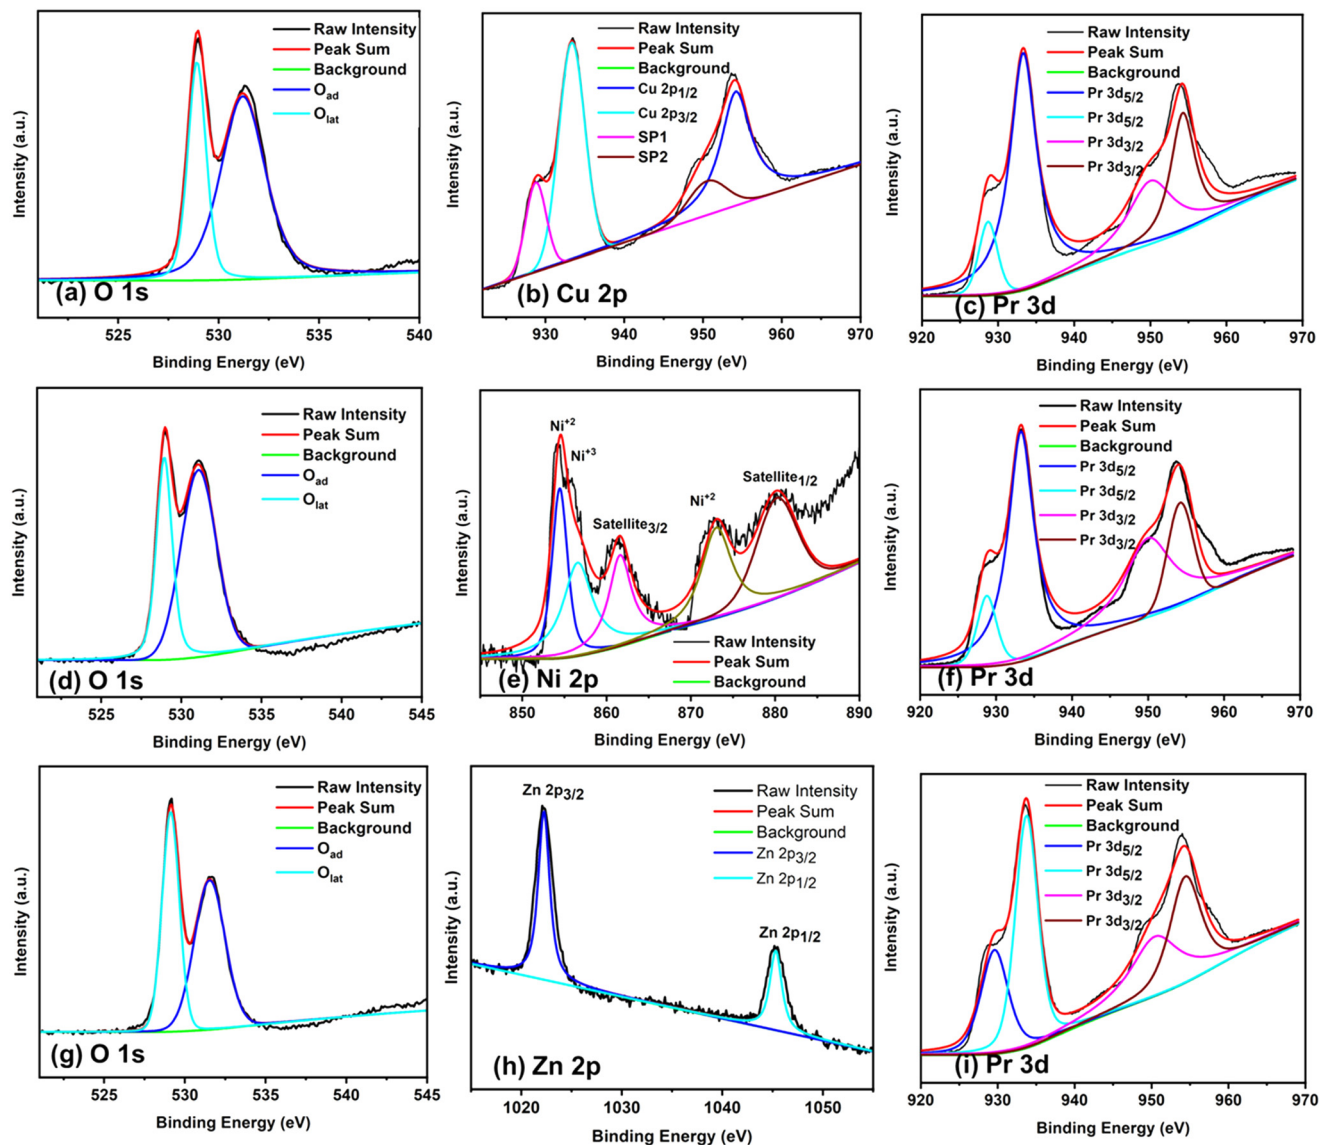 Intensity (a.u.)
Raw Intensity
Peak Sum
Background
Oad
Olat
(a) O 1s
525 530 535 540
Binding Energy (eV)
Intensity (a.u.)
Raw Intensity
Peak Sum
Background
Cu 2p1/2
Cu 2p3/2
SP1
SP2
(b) Cu 2p
930 940 950 960 970
Binding Energy (eV)
Intensity (a.u.)
Raw Intensity
Peak Sum
Background
Pr 3d5/2
Pr 3d5/2
Pr 3d3/2
Pr 3d3/2
(c) Pr 3d
920 930 940 950 960 970
Binding Energy (eV)
Intensity (a.u.)
Raw Intensity
Peak Sum
Background
Oad
Olat
(d) O 1s
525 530 535 540 545
Binding Energy (eV)
Intensity (a.u.)
Ni+2
Ni+3
Satellite3/2
Ni+2
Satellite1/2
Raw Intensity
Peak Sum
Background
(e) Ni 2p
850 860 870 880 890
Binding Energy (eV)
Intensity (a.u.)
Raw Intensity
Peak Sum
Background
Pr 3d5/2
Pr 3d5/2
Pr 3d3/2
Pr 3d3/2
(f) Pr 3d
920 930 940 950 960 970
Binding Energy (eV)
Intensity (a.u.)
Raw Intensity
Peak Sum
Background
Oad
Olat
(g) O 1s
525 530 535 540 545
Binding Energy (eV)
Intensity (a.u.)
Zn 2p3/2
Raw Intensity
Peak Sum
Background
Zn 2p3/2
Zn 2p1/2
Zn 2p1/2
(h) Zn 2p
1020 1030 1040 1050
Binding Energy (eV)
Intensity (a.u.)
Raw Intensity
Peak Sum
Background
Pr 3d5/2
Pr 3d5/2
Pr 3d3/2
Pr 3d3/2
(i) Pr 3d
920 930 940 950 960 970
Binding Energy (eV)